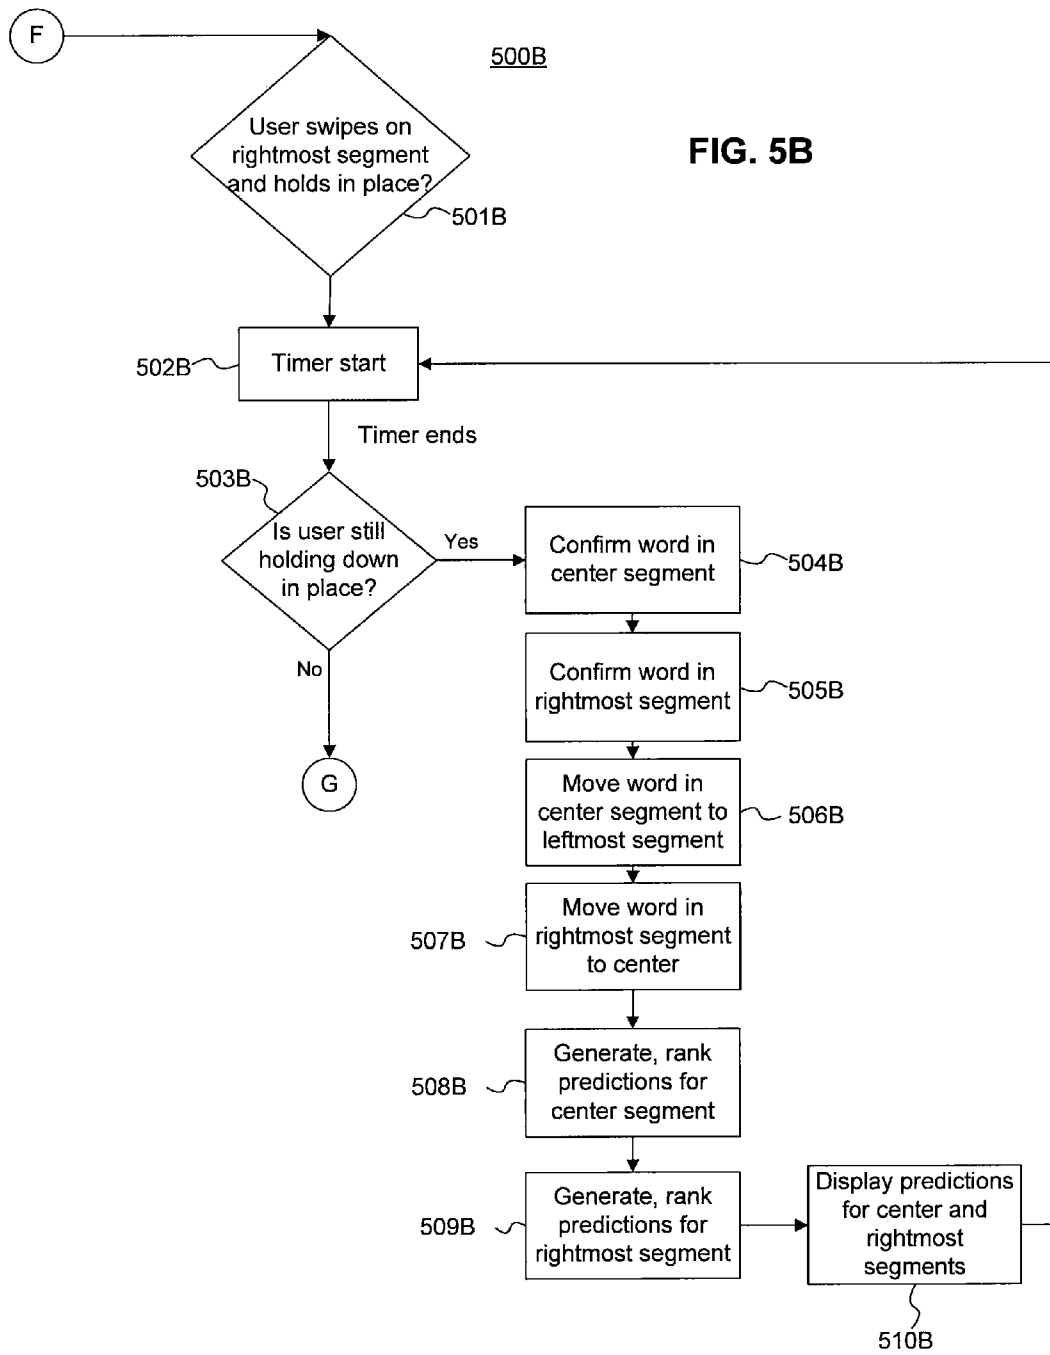 F
500B
FIG. 5B
User swipes on
rightmost segment
and holds in place?
501B
502B
Timer start
Timer ends
503B
Is user still
holding down
in place?
Yes
No
G
Confirm word in
center segment
504B
Confirm word in
rightmost segment
505B
Move word in
center segment to
leftmost segment
506B
Move word in
rightmost segment
to center
507B
Generate, rank
predictions for
center segment
508B
Generate, rank
predictions for
rightmost segment
509B
Display predictions
for center and
rightmost
segments
510B